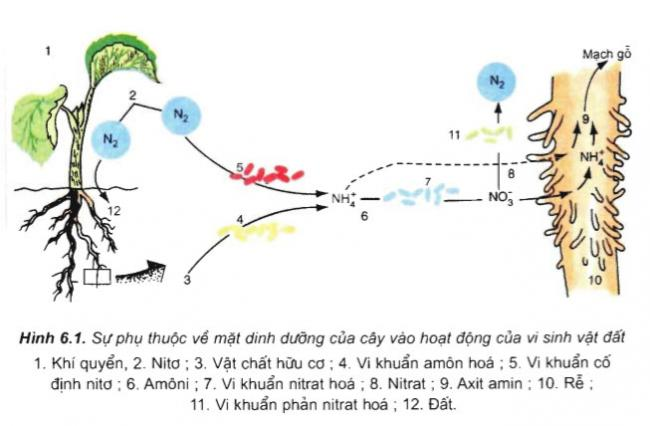 Mạch gỗ
1
N₂
2
N₂
N₂
11
9
5
8
NH₄⁺
7
NH₄⁺
6
NO₃⁻
12
4
3
10
Hình 6.1. Sự phụ thuộc về mặt dinh dưỡng của cây vào hoạt động của vi sinh vật đất
1. Khí quyển, 2. Nitơ ; 3. Vật chất hữu cơ ; 4. Vi khuẩn amôn hoá ; 5. Vi khuẩn cố
định nitơ ; 6. Amôni ; 7. Vi khuẩn nitrat hoá ; 8. Nitrat ; 9. Axit amin ; 10. Rễ ;
11. Vi khuẩn phản nitrat hoá ; 12. Đất.